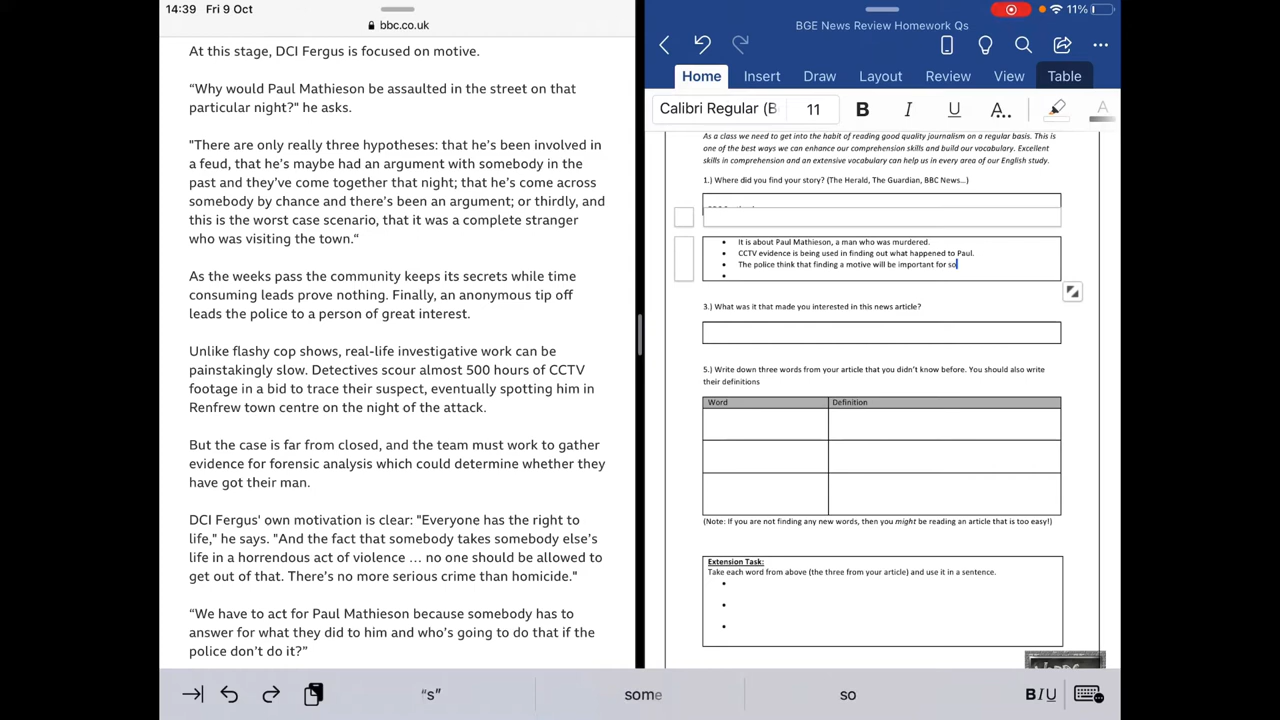 14:39 Fri 9 Oct
bbc.co.uk
At this stage, DCI Fergus is focused on motive.
“Why would Paul Mathieson be assaulted in the street on that
particular night?" he asks.
"There are only really three hypotheses: that he’s been involved in
a feud, that he’s maybe had an argument with somebody in the
past and they’ve come together that night; that he’s come across
somebody by chance and there’s been an argument; or thirdly, and
this is the worst case scenario, that it was a complete stranger
who was visiting the town.“
As the weeks pass the community keeps its secrets while time
consuming leads prove nothing. Finally, an anonymous tip off
leads the police to a person of great interest.
Unlike flashy cop shows, real-life investigative work can be
painstakingly slow. Detectives scour almost 500 hours of CCTV
footage in a bid to trace their suspect, eventually spotting him in
Renfrew town centre on the night of the attack.
But the case is far from closed, and the team must work to gather
evidence for forensic analysis which could determine whether they
have got their man.
DCI Fergus' own motivation is clear: "Everyone has the right to
life," he says. "And the fact that somebody takes somebody else’s
life in a horrendous act of violence … no one should be allowed to
get out of that. There’s no more serious crime than homicide."
“We have to act for Paul Mathieson because somebody has to
answer for what they did to him and who’s going to do that if the
police don’t do it?”
11%
BGE News Review Homework Qs
Home Insert Draw Layout Review View Table
Calibri Regular (B 11 B I U A..
As a class we need to get into the habit of reading good quality journalism on a regular basis. This is
one of the best ways we can enhance our comprehension skills and build our vocabulary. Excellent
skills in comprehension and an extensive vocabulary can help us in every area of our English study.
1.) Where did you find your story? (The Herald, The Guardian, BBC News…)
• It is about Paul Mathieson, a man who was murdered.
• CCTV evidence is being used in finding out what happened to Paul.
• The police think that finding a motive will be important for so
•
3.) What was it that made you interested in this news article?
5.) Write down three words from your article that you didn’t know before. You should also write
their definitions
Word Definition
(Note: If you are not finding any new words, then you might be reading an article that is too easy!)
Extension Task:
Take each word from above (the three from your article) and use it in a sentence.
•
•
•
“s” some so B I U